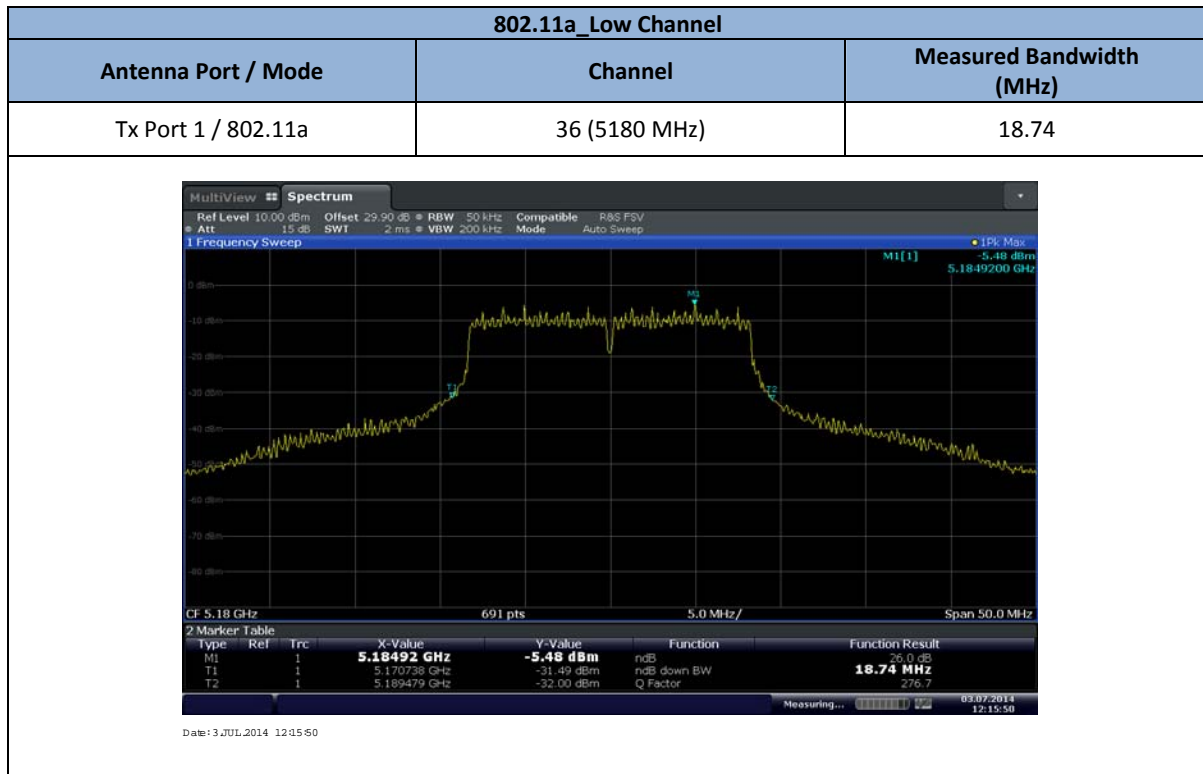 802.11a_Low Channel
Antenna Port / Mode
Channel
Measured Bandwidth
(MHz)
Tx Port 1 / 802.11a
36 (5180 MHz)
18.74
MultiView Spectrum
Ref Level 10.00 dBm Offset 29.90 dB RBW 50 kHz Compatible R&S FSV
Att 15 dB SWT 2 ms VBW 200 kHz Mode Auto Sweep
1 Frequency Sweep 1Pk Max
M1[1] -5.48 dBm
5.1849200 GHz
0 dBm
M1
-10 dBm
-20 dBm
T1 T2
-30 dBm
-40 dBm
-50 dBm
-60 dBm
-70 dBm
-80 dBm
CF 5.18 GHz 691 pts 5.0 MHz/ Span 50.0 MHz
2 Marker Table
Type Ref Trc X-Value Y-Value Function Function Result
M1 1 5.18492 GHz -5.48 dBm ndB 26.0 dB
T1 1 5.170738 GHz -31.49 dBm ndB down BW 18.74 MHz
T2 1 5.189479 GHz -32.00 dBm Q Factor 276.7
Measuring... 03.07.2014
12:15:50
Date: 3.JUL.2014 12:15:50